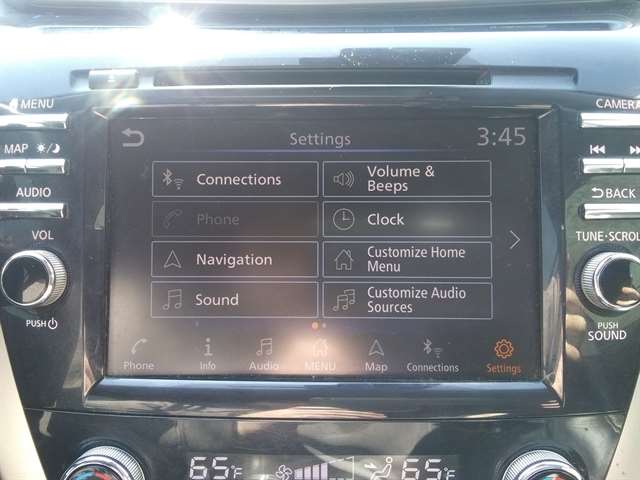 MENU
CAMERA
MAP
AUDIO
VOL
PUSH
BACK
TUNE·SCROL
PUSH
SOUND
Settings
3:45
Connections
Volume &
Beeps
Phone
Clock
Navigation
Customize Home
Menu
Sound
Customize Audio
Sources
Phone
Info
Audio
MENU
Map
Connections
Settings
65°F
65°F